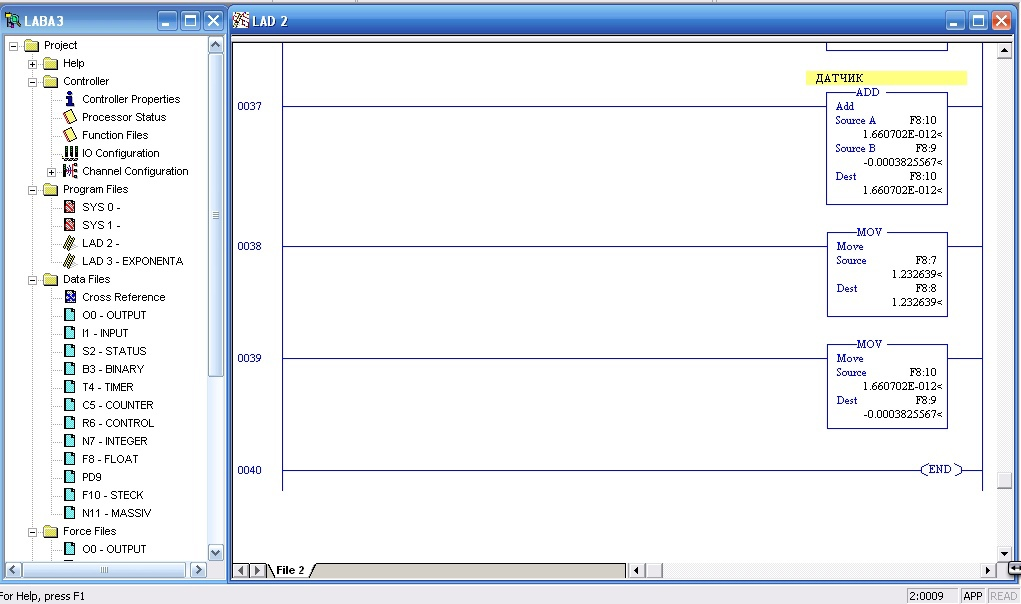 LABA3
Project
Help
Controller
Controller Properties
Processor Status
Function Files
IO Configuration
Channel Configuration
Program Files
SYS 0 -
SYS 1 -
LAD 2 -
LAD 3 - EXPONENTA
Data Files
Cross Reference
O0 - OUTPUT
I1 - INPUT
S2 - STATUS
B3 - BINARY
T4 - TIMER
C5 - COUNTER
R6 - CONTROL
N7 - INTEGER
F8 - FLOAT
PD9
F10 - STECK
N11 - MASSIV
Force Files
O0 - OUTPUT
LAD 2
ДАТЧИК
0037
ADD
Add
Source A F8:10
1.660702E-012<
Source B F8:9
-0.0003825567<
Dest F8:10
1.660702E-012<
0038
MOV
Move
Source F8:7
1.232639<
Dest F8:8
1.232639<
0039
MOV
Move
Source F8:10
1.660702E-012<
Dest F8:9
-0.0003825567<
0040
END
File 2
For Help, press F1
2:0009 APP READ